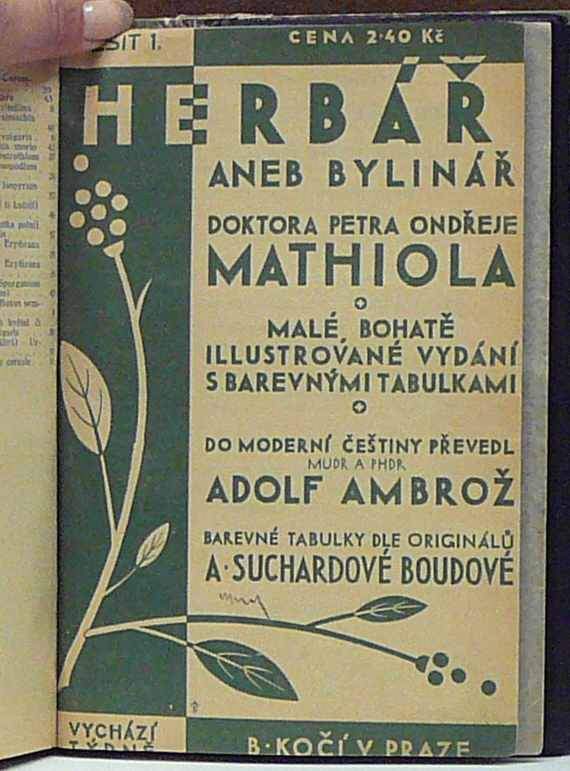 EŠIT 1.
CENA 2·40 Kč
HERBÁŘ
ANEB BYLINÁŘ
DOKTORA PETRA ONDŘEJE
MATHIOLA
MALÉ, BOHATĚ
ILLUSTROVANÉ VYDÁNÍ
S BAREVNÝMI TABULKAMI
DO MODERNÍ ČEŠTINY PŘEVEDL
MUDR A PHDR
ADOLF AMBROŽ
BAREVNÉ TABULKY DLE ORIGINÁLŮ
A·SUCHARDOVÉ BOUDOVÉ
VYCHÁZÍ
TÝDNĚ
B·KOČÍ V PRAZE